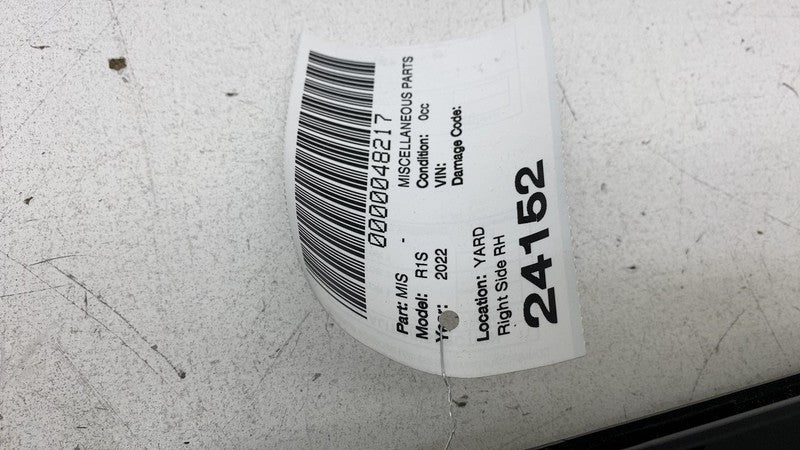 0000048217
Part: MIS - MISCELLANEOUS PARTS
Model: R1S Condition: 0cc
Year: 2022 VIN:
Damage Code:
Location: YARD
Right Side RH
24152